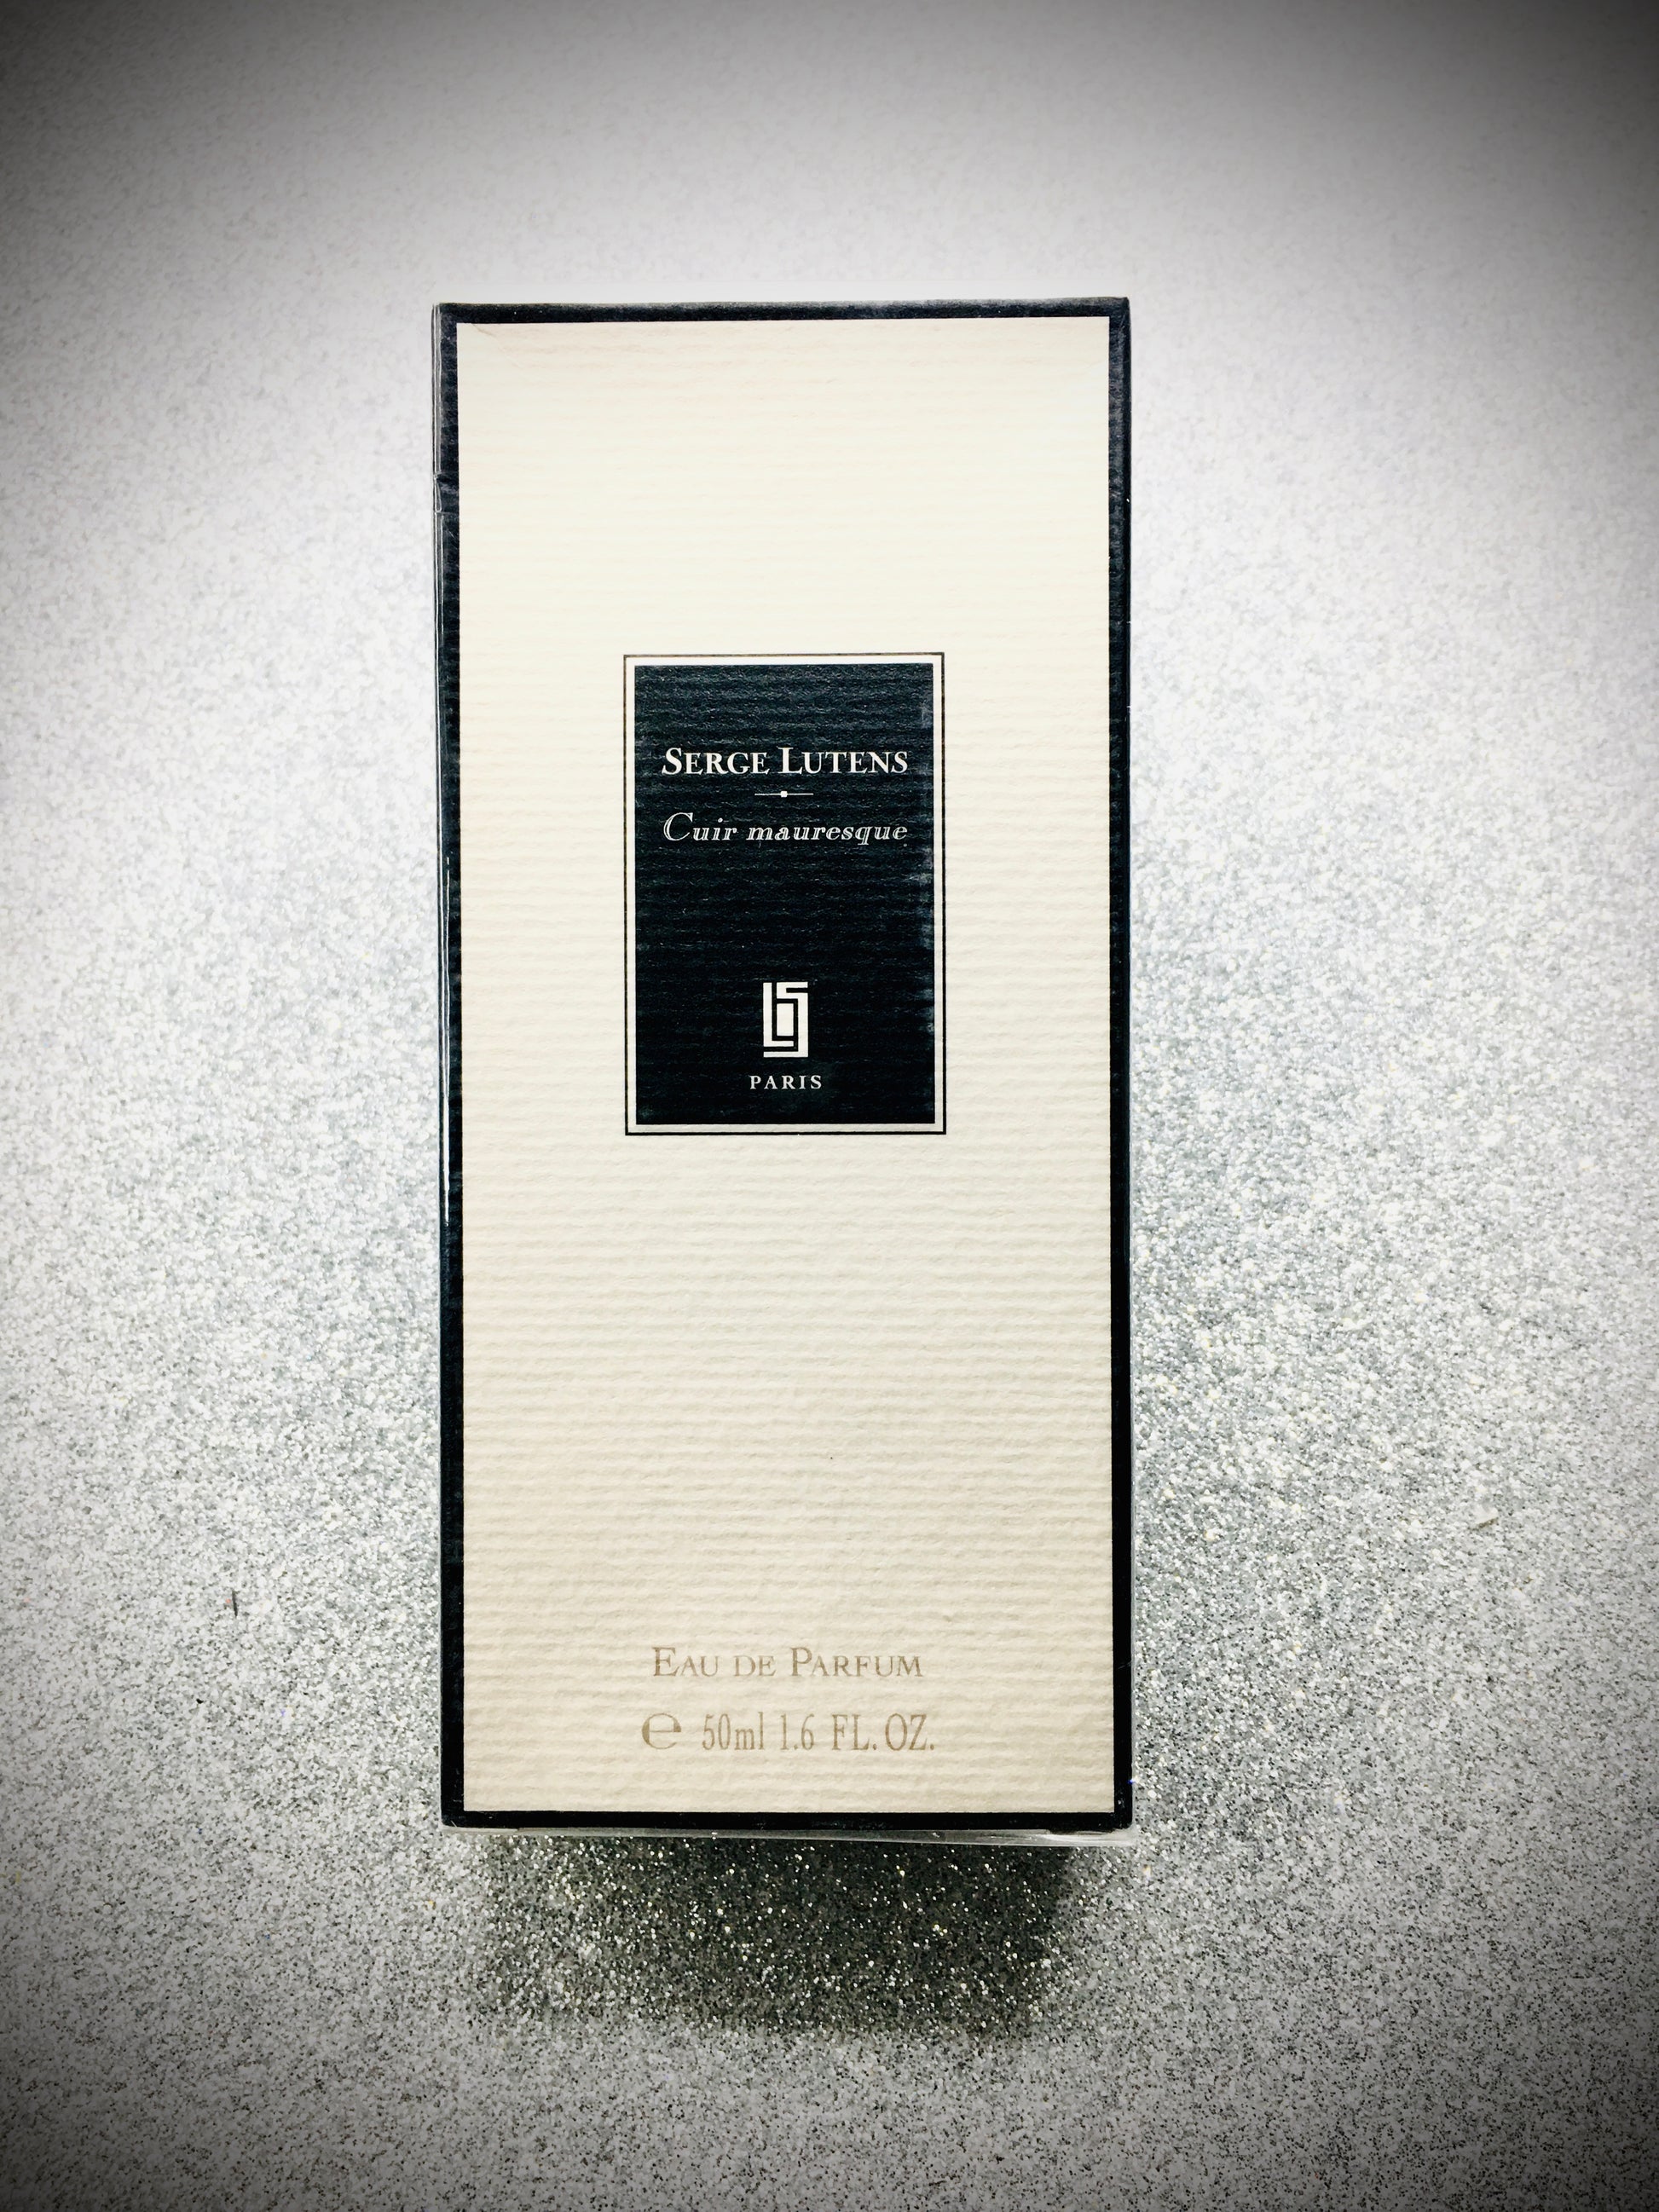 SERGE LUTENS
Cuir mauresque
PARIS
EAU DE PARFUM
℮ 50ml 1.6 FL. OZ.